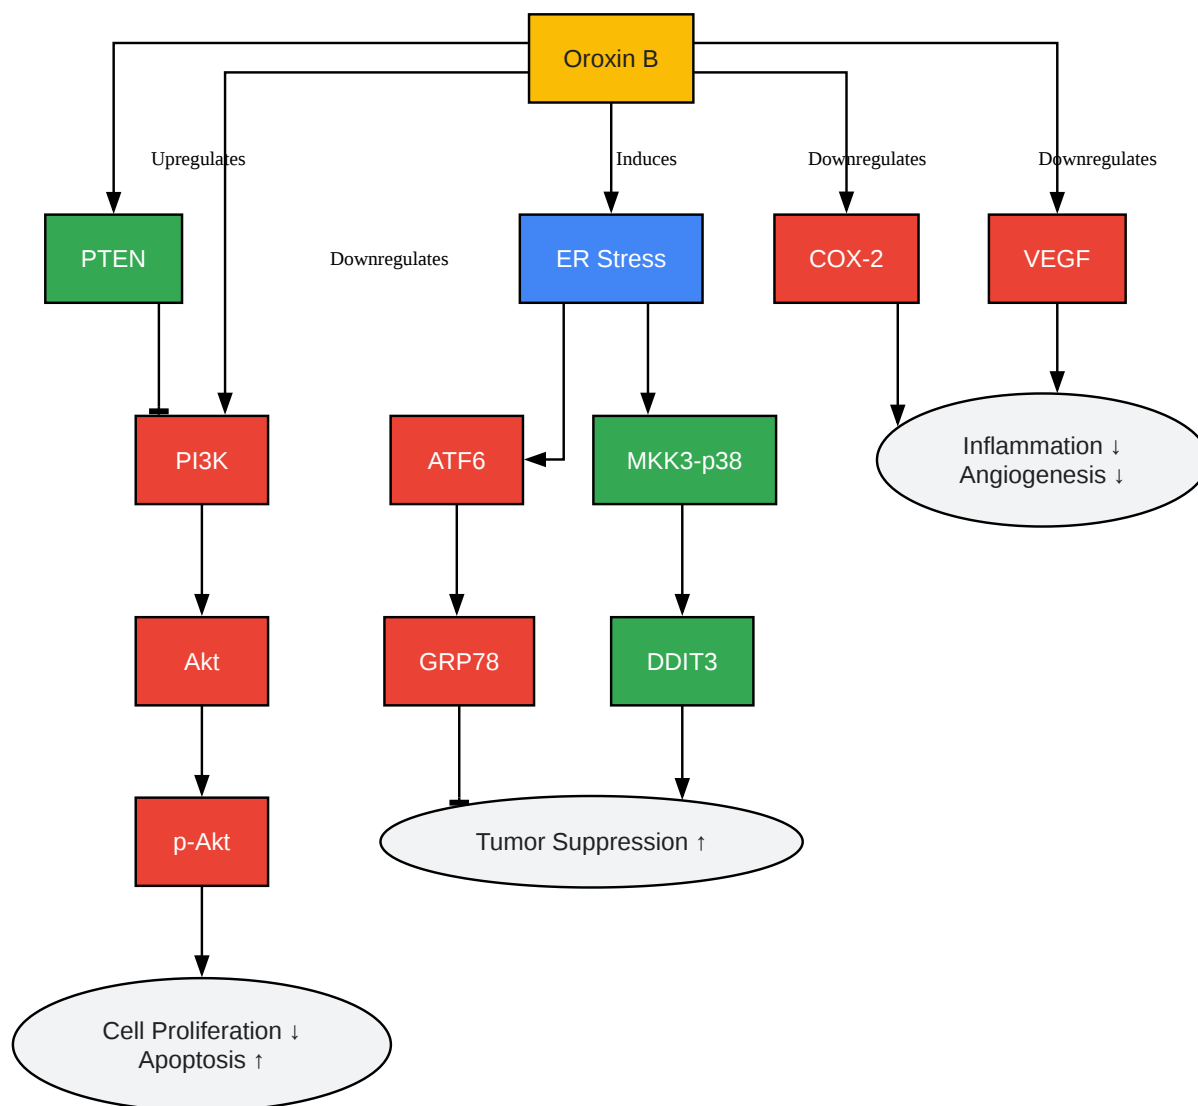 Oroxin B
Upregulates
Induces
Downregulates
Downregulates
PTEN
Downregulates
ER Stress
COX-2
VEGF
PI3K
ATF6
MKK3-p38
Inflammation ↓
Angiogenesis ↓
Akt
GRP78
DDIT3
p-Akt
Tumor Suppression ↑
Cell Proliferation ↓
Apoptosis ↑